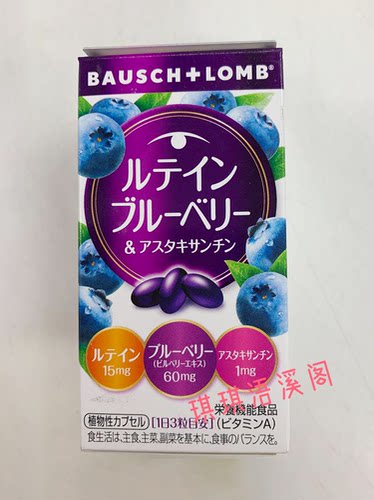 BAUSCH+LOMB®
ルテイン
ブルーベリー
& アスタキサンチン
ルテイン
15mg
ブルーベリー
(ビルベリーエキス)
60mg
アスタキサンチン
1mg
琪琪浯溪阁
栄養機能食品
植物性カプセル [1日3粒目安] (ビタミンA)
食生活は、主食、主菜、副菜を基本に、食事のバランスを。